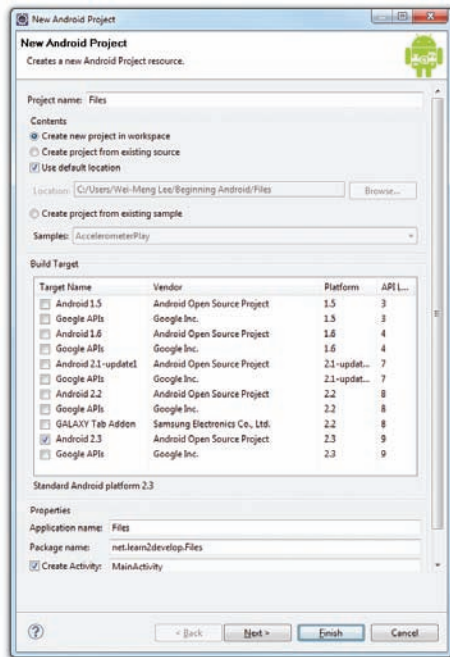 New Android Project
New Android Project
Creates a new Android Project resource.
Project name: Files
Contents
Create new project in workspace
Create project from existing source
Use default location
Location: C:/Users/Wei-Meng Lee/Beginning Android/Files Browse...
Create project from existing sample
Samples: AccelerometerPlay
Build Target
Target Name Vendor Platform API L...
Android 1.5 Android Open Source Project 1.5 3
Google APIs Google Inc. 1.5 3
Android 1.6 Android Open Source Project 1.6 4
Google APIs Google Inc. 1.6 4
Android 2.1-update1 Android Open Source Project 2.1-updat... 7
Google APIs Google Inc. 2.1-updat... 7
Android 2.2 Android Open Source Project 2.2 8
Google APIs Google Inc. 2.2 8
GALAXY Tab Addon Samsung Electronics Co., Ltd. 2.2 8
Android 2.3 Android Open Source Project 2.3 9
Google APIs Google Inc. 2.3 9
Standard Android platform 2.3
Properties
Application name: Files
Package name: net.learn2develop.Files
Create Activity: MainActivity
? < Back Next > Finish Cancel